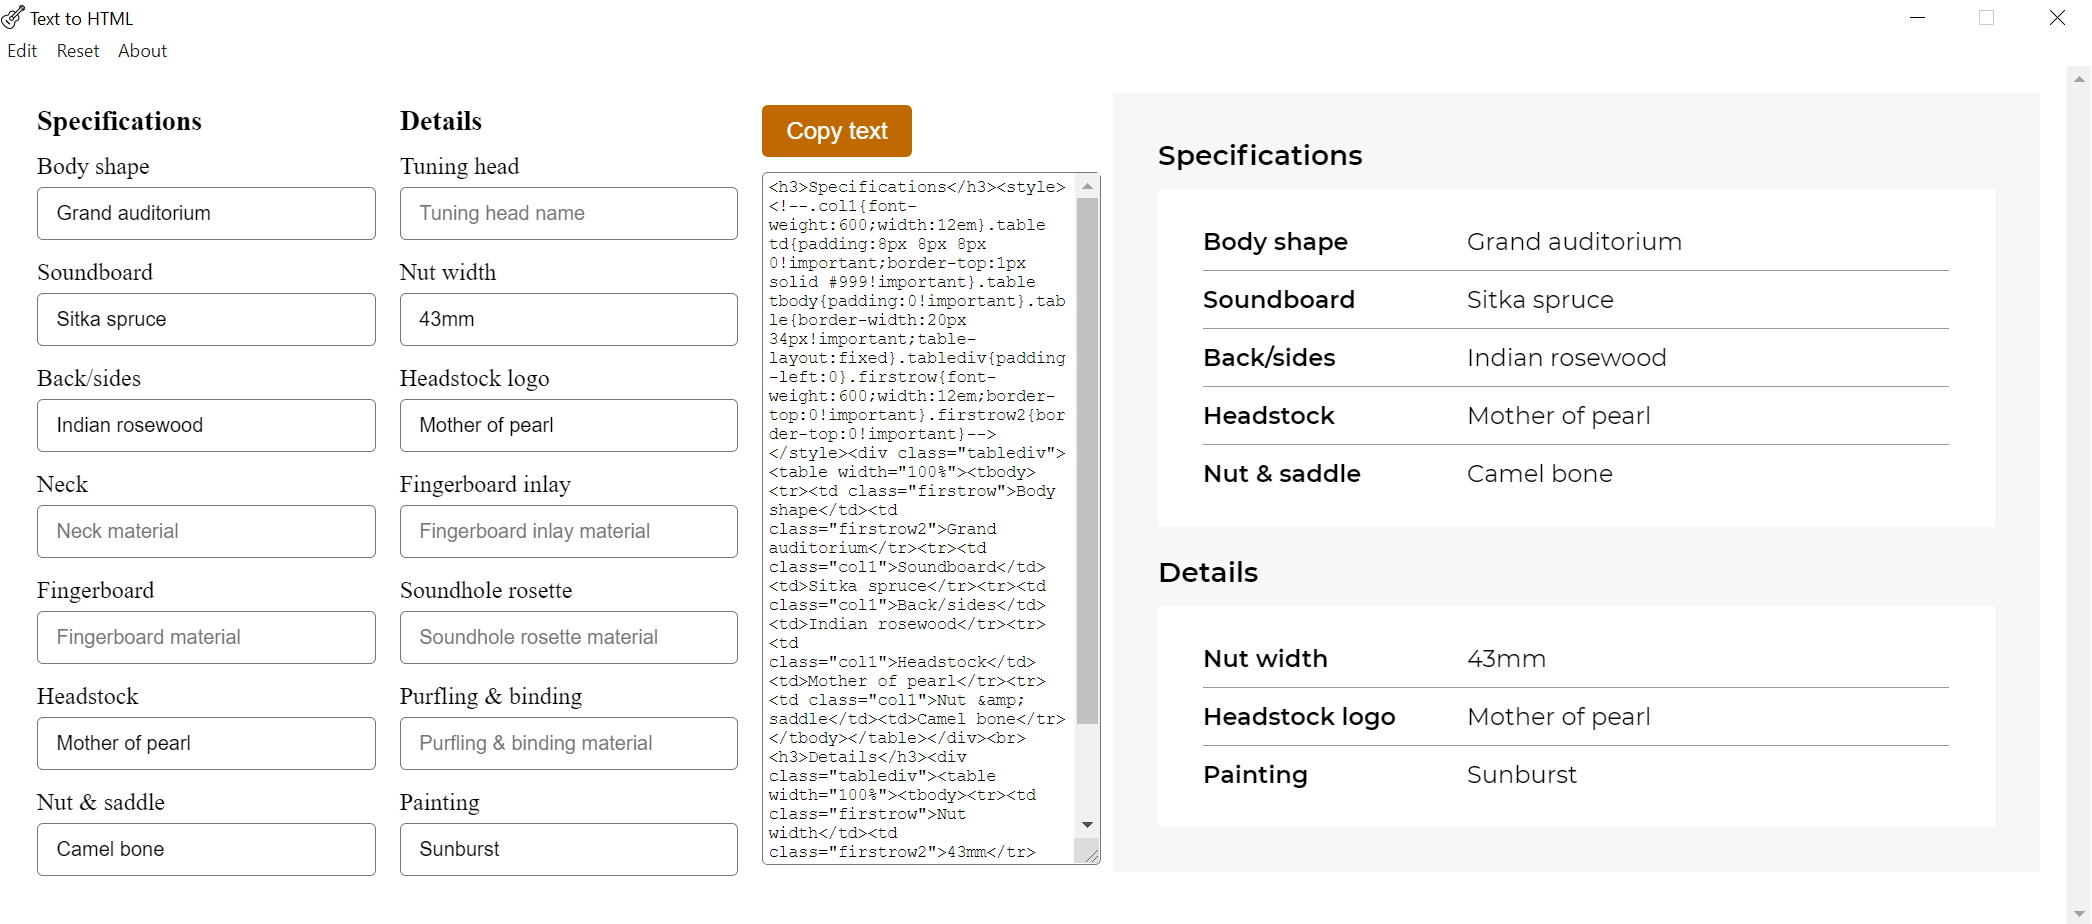 Text to HTML
Edit Reset About
Specifications
Body shape
Grand auditorium
Soundboard
Sitka spruce
Back/sides
Indian rosewood
Neck
Neck material
Fingerboard
Fingerboard material
Headstock
Mother of pearl
Nut & saddle
Camel bone
Details
Tuning head
Tuning head name
Nut width
43mm
Headstock logo
Mother of pearl
Fingerboard inlay
Fingerboard inlay material
Soundhole rosette
Soundhole rosette material
Purfling & binding
Purfling & binding material
Painting
Sunburst
Copy text
<h3>Specifications</h3><style>
<!--.col1{font-
weight:600;width:12em}.table
td{padding:8px 8px 8px
0!important;border-top:1px
solid #999!important}.table
tbody{padding:0!important}.tab
le{border-width:20px
34px!important;table-
layout:fixed}.tablediv{padding
-left:0}.firstrow{font-
weight:600;width:12em;border-
top:0!important}.firstrow2{bor
der-top:0!important}-->
</style><div class="tablediv">
<table width="100%"><tbody>
<tr><td class="firstrow">Body
shape</td><td
class="firstrow2">Grand
auditorium</tr><tr><td
class="col1">Soundboard</td>
<td>Sitka spruce</tr><tr><td
class="col1">Back/sides</td>
<td>Indian rosewood</tr><tr>
<td
class="col1">Headstock</td>
<td>Mother of pearl</tr><tr>
<td class="col1">Nut &amp;
saddle</td><td>Camel bone</tr>
</tbody></table></div><br>
<h3>Details</h3><div
class="tablediv"><table
width="100%"><tbody><tr><td
class="firstrow">Nut
width</td><td
class="firstrow2">43mm</tr>
Specifications
Body shape Grand auditorium
Soundboard Sitka spruce
Back/sides Indian rosewood
Headstock Mother of pearl
Nut & saddle Camel bone
Details
Nut width 43mm
Headstock logo Mother of pearl
Painting Sunburst